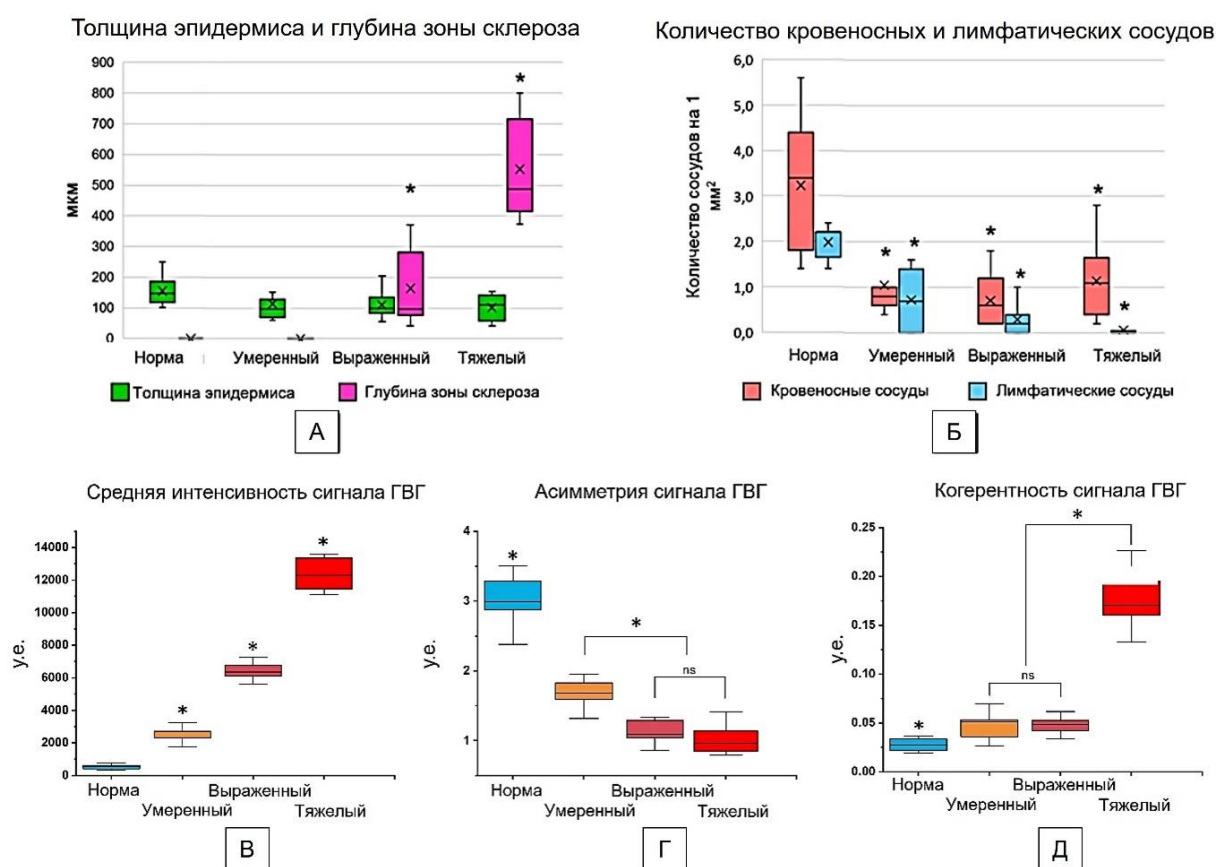 Толщина эпидермиса и глубина зоны склероза
900
800
700
600
500
400
300
200
100
0
мкм
*
*
Норма
Умеренный
Выраженный
Тяжелый
Толщина эпидермиса
Глубина зоны склероза
А
Количество кровеносных и лимфатических сосудов
6,0
5,0
4,0
3,0
2,0
1,0
0,0
Количество сосудов на 1
мм²
*
*
*
*
*
*
Норма
Умеренный
Выраженный
Тяжелый
Кровеносные сосуды
Лимфатические сосуды
Б
Средняя интенсивность сигнала ГВГ
14000
12000
10000
8000
6000
4000
2000
0
у.е.
*
*
*
Норма
Умеренный
Выраженный
Тяжелый
В
Асимметрия сигнала ГВГ
4
3
2
1
у.е.
*
*
ns
Норма
Умеренный
Выраженный
Тяжелый
Г
Когерентность сигнала ГВГ
0.25
0.20
0.15
0.10
0.05
0.00
у.е.
*
*
ns
Норма
Умеренный
Выраженный
Тяжелый
Д